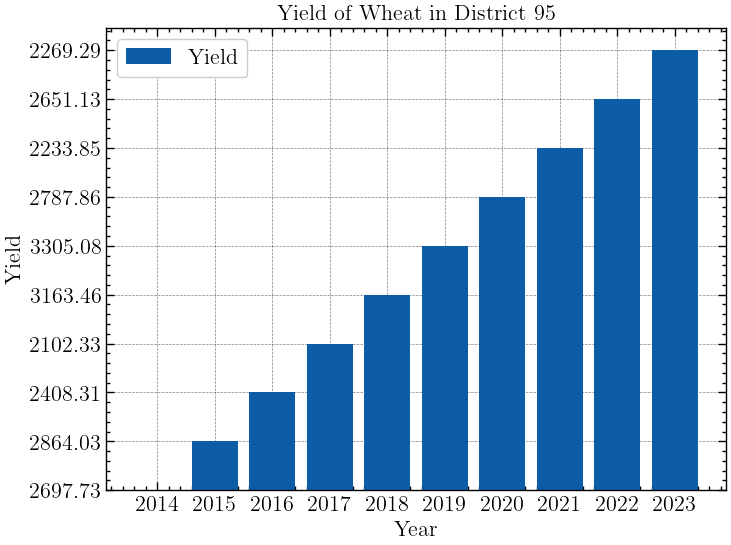 Yield of Wheat in District 95
Yield
2269.29
2651.13
2233.85
2787.86
3305.08
3163.46
2102.33
2408.31
2864.03
2697.73
Yield
2014 2015 2016 2017 2018 2019 2020 2021 2022 2023
Year